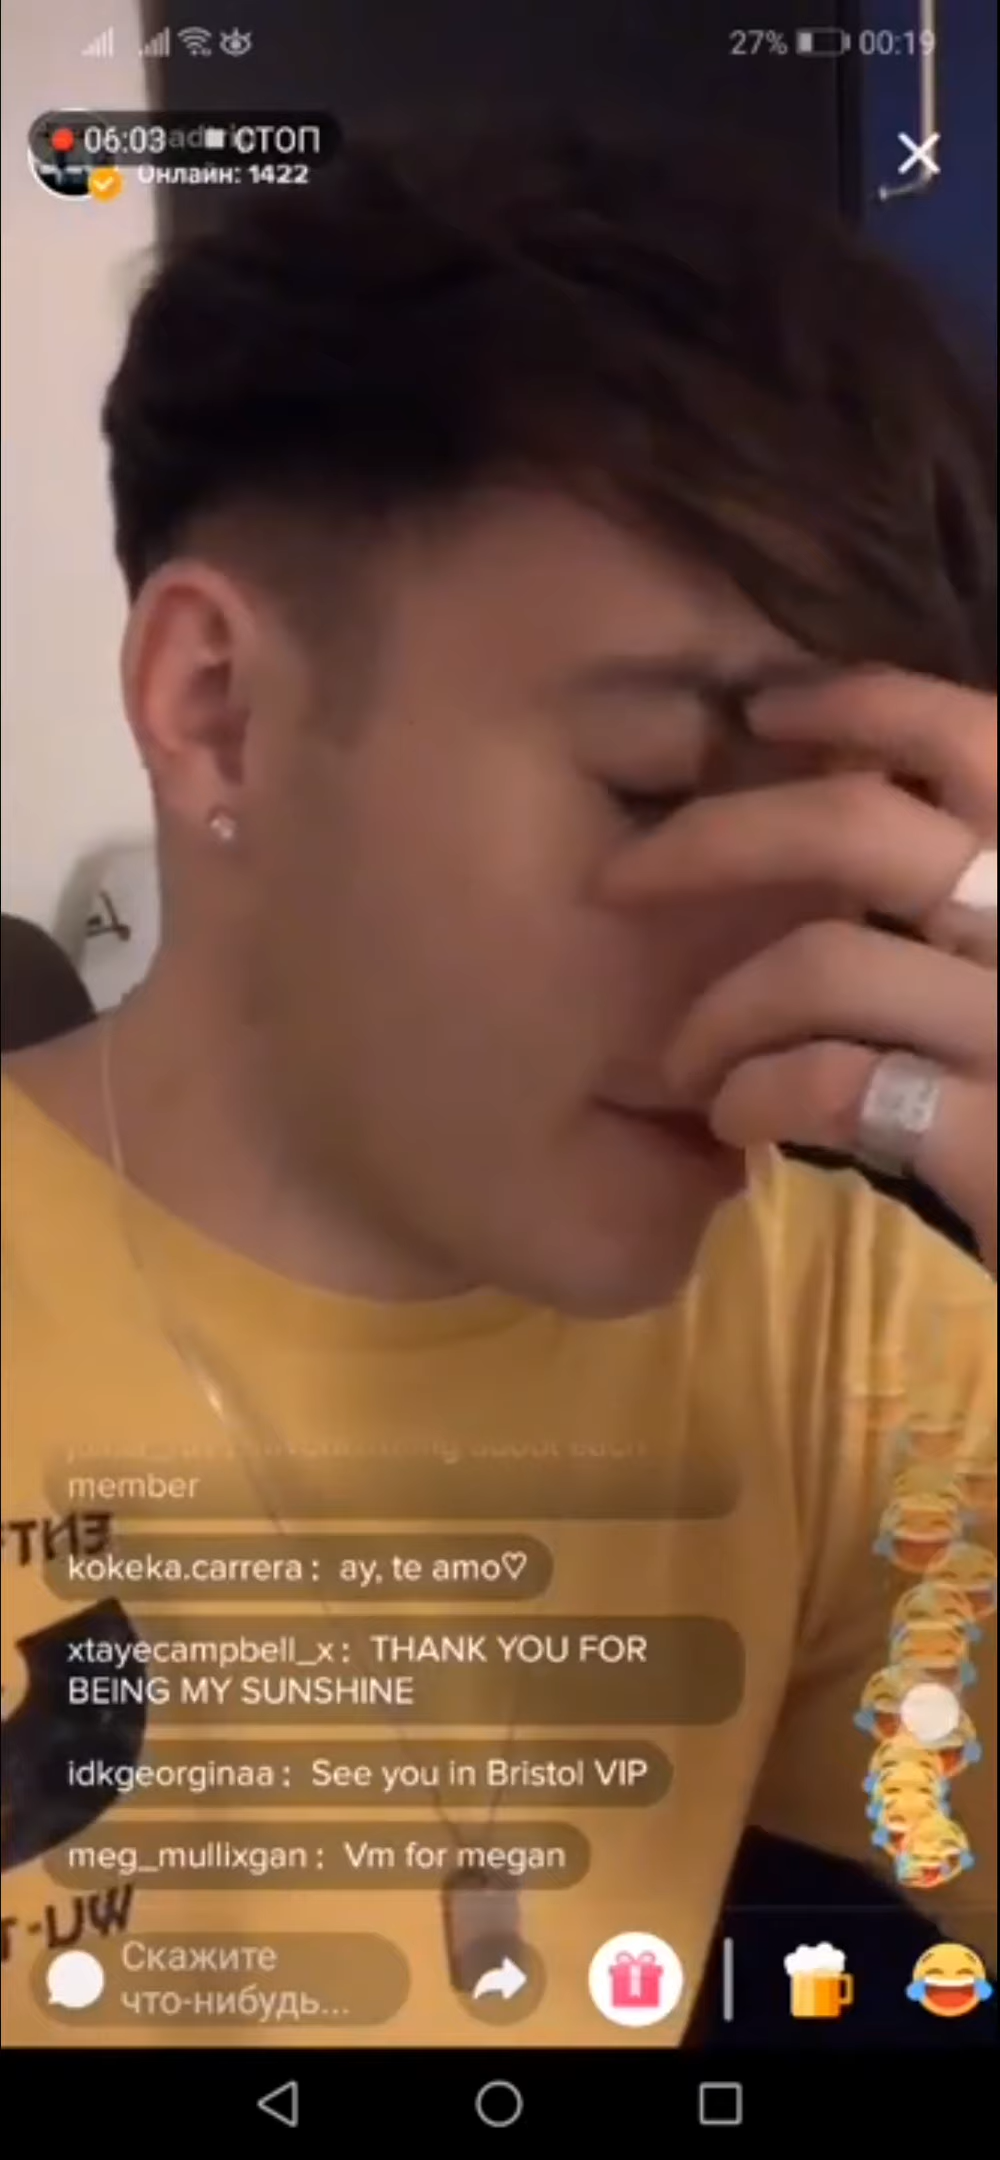 27% 00:19
06:03 СТОП
Онлайн: 1422
member
kokeka.carrera: ay, te amo♡
xtayecampbell_x: THANK YOU FOR
BEING MY SUNSHINE
idkgeorginaa: See you in Bristol VIP
meg_mullixgan: Vm for megan
Скажите
что-нибудь...